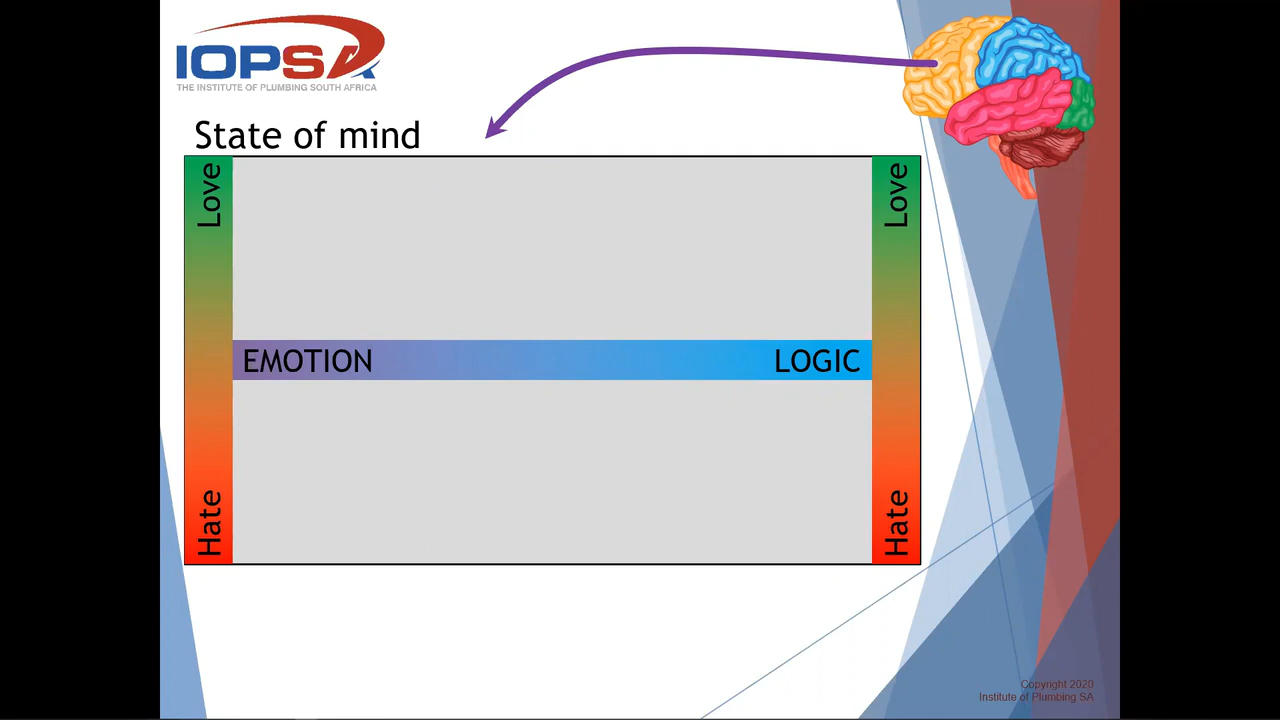 IOPSA
THE INSTITUTE OF PLUMBING SOUTH AFRICA
State of mind
Love
Love
EMOTION
LOGIC
Hate
Hate
Copyright 2020
Institute of Plumbing SA